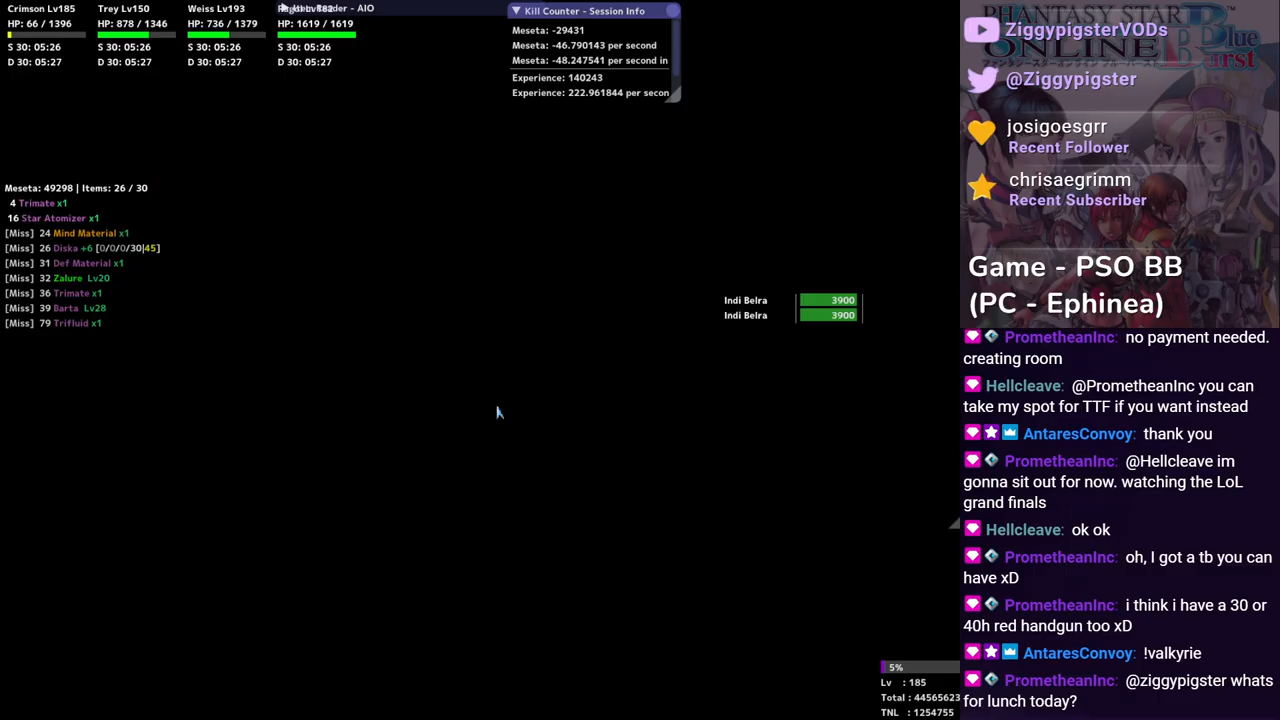 Crimson Lv185
HP: 66 / 1396
S 30: 05:26
D 30: 05:27
Trey Lv150
HP: 878 / 1346
S 30: 05:26
D 30: 05:27
Weiss Lv193
HP: 736 / 1379
S 30: 05:26
D 30: 05:27
- AIO
HP: 1619 / 1619
S 30: 05:26
D 30: 05:27
Kill Counter - Session Info
Meseta: -29431
Meseta: -46.790143 per second
Meseta: -48.247541 per second in
Experience: 140243
Experience: 222.961844 per secon
Meseta: 49298 | Items: 26 / 30
4 Trimate x1
16 Star Atomizer x1
[Miss] 24 Mind Material x1
[Miss] 26 Diska +6 [0/0/0/30|45]
[Miss] 31 Def Material x1
[Miss] 32 Zalure Lv20
[Miss] 36 Trimate x1
[Miss] 39 Barta Lv28
[Miss] 79 Trifluid x1
Indi Belra 3900
Indi Belra 3900
5%
Lv : 185
Total : 44565623
TNL : 1254755
PHANTASY STAR
ONLINE
Blue
Burst
ZiggypigsterVODs
@Ziggypigster
josigoesgrr
Recent Follower
chrisaegrimm
Recent Subscriber
Game - PSO BB
(PC - Ephinea)
PrometheanInc: no payment needed.
creating room
Hellcleave: @PrometheanInc you can
take my spot for TTF if you want instead
AntaresConvoy: thank you
PrometheanInc: @Hellcleave im
gonna sit out for now. watching the LoL
grand finals
Hellcleave: ok ok
PrometheanInc: oh, I got a tb you can
have xD
PrometheanInc: i think i have a 30 or
40h red handgun too xD
AntaresConvoy: !valkyrie
PrometheanInc: @ziggypigster whats
for lunch today?